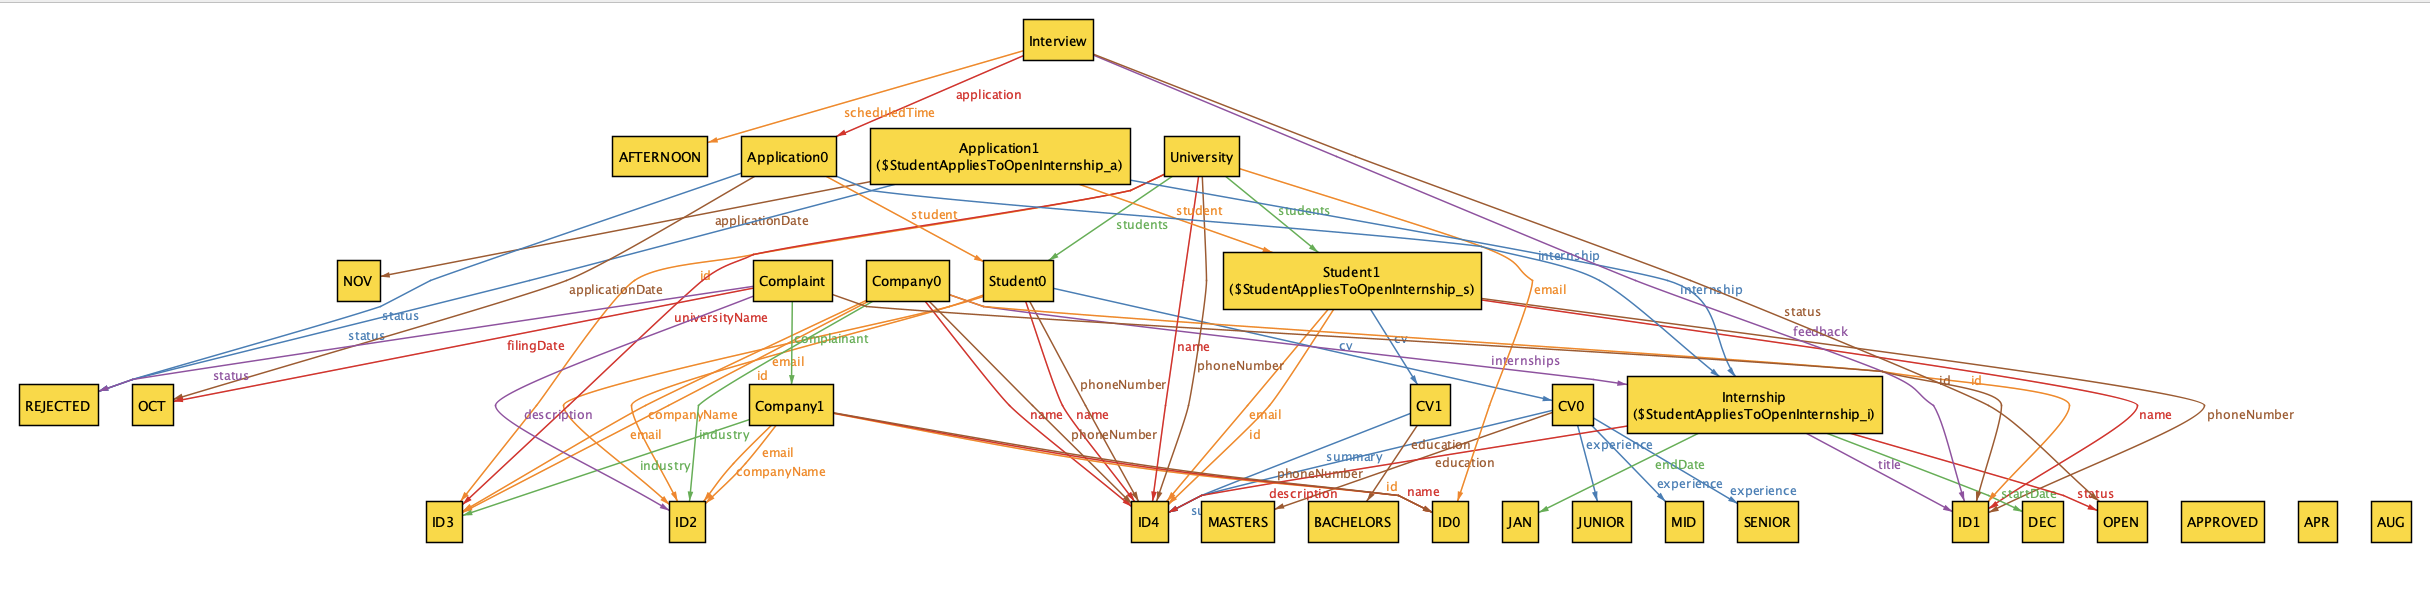 Interview
application
scheduledTime
AFTERNOON
Application0
Application1
($StudentAppliesToOpenInternship_a)
University
applicationDate
student
student
students
students
internship
NOV
id
applicationDate
Complaint
Company0
Student0
Student1
($StudentAppliesToOpenInternship_s)
email
internship
status
status
status
universityName
filingDate
complainant
email
id
status
name
phoneNumber
cv
cv
internships
feedback
id
id
REJECTED
OCT
description
companyName
email
industry
Company1
phoneNumber
name
name
phoneNumber
email
id
CV1
CV0
Internship
($StudentAppliesToOpenInternship_i)
name
phoneNumber
industry
email
companyName
summary
education
education
experience
experience
experience
endDate
title
startDate
status
phoneNumber
id
description
name
su
ID3
ID2
ID4
MASTERS
BACHELORS
ID0
JAN
JUNIOR
MID
SENIOR
ID1
DEC
OPEN
APPROVED
APR
AUG